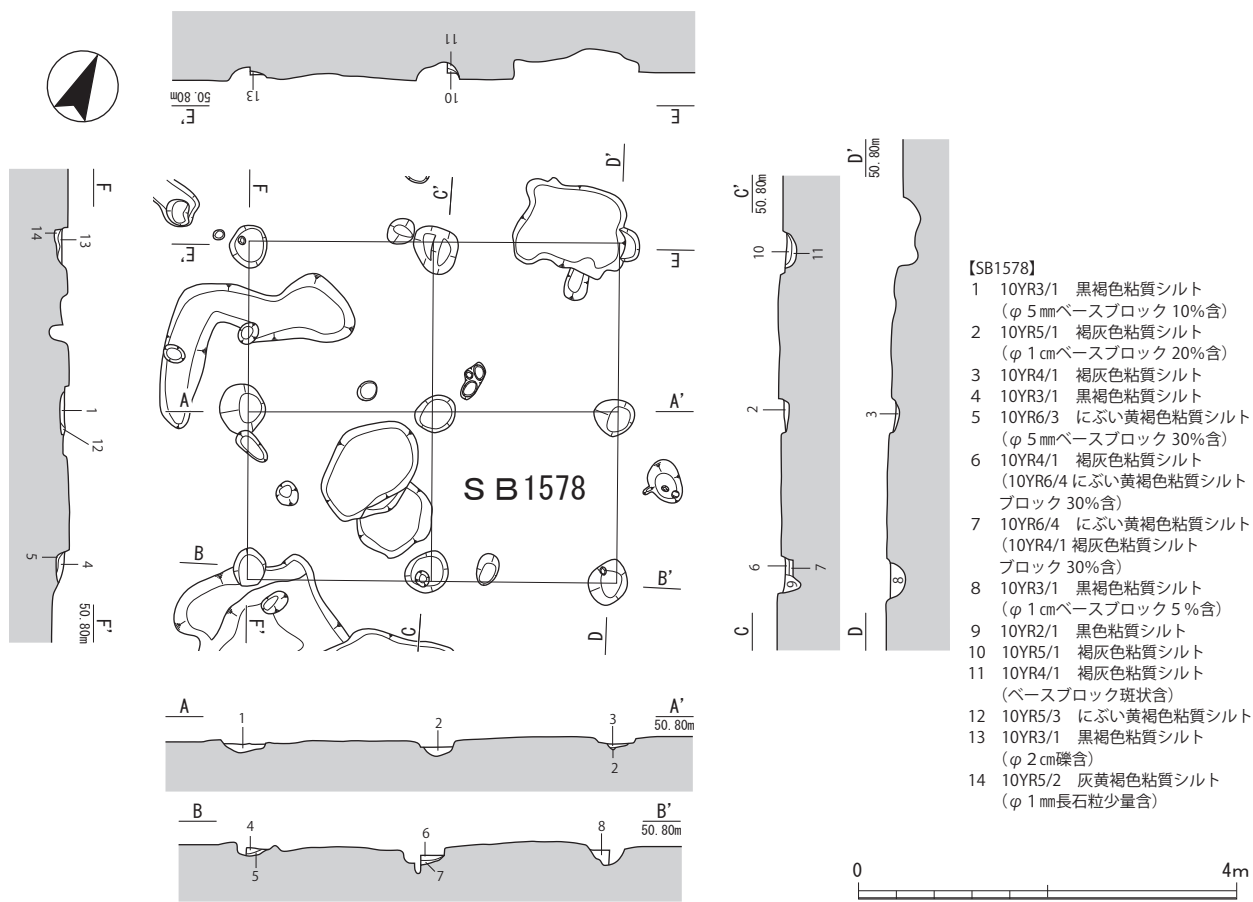 11
13
10
50.80m
E'
E
F
C'
D'
D'
50.80m
C'
50.80m
F
14
13
E'
E
10
11
A
A'
1
12
2
3
SB1578
5
4
B
B'
6
7
9
8
50.80m
F'
F'
C
D
C
D
A
A'
50.80m
1
2
3
2
B
B'
50.80m
4
5
6
7
8
【SB1578】
1 10YR3/1 黒褐色粘質シルト
（φ５㎜ベースブロック 10%含）
2 10YR5/1 褐灰色粘質シルト
（φ１㎝ベースブロック 20%含）
3 10YR4/1 褐灰色粘質シルト
4 10YR3/1 黒褐色粘質シルト
5 10YR6/3 にぶい黄褐色粘質シルト
（φ５㎜ベースブロック 30%含）
6 10YR4/1 褐灰色粘質シルト
(10YR6/4 にぶい黄褐色粘質シルト
ブロック 30%含）
7 10YR6/4 にぶい黄褐色粘質シルト
(10YR4/1 褐灰色粘質シルト
ブロック 30%含）
8 10YR3/1 黒褐色粘質シルト
（φ１㎝ベースブロック５%含）
9 10YR2/1 黒色粘質シルト
10 10YR5/1 褐灰色粘質シルト
11 10YR4/1 褐灰色粘質シルト
（ベースブロック斑状含）
12 10YR5/3 にぶい黄褐色粘質シルト
13 10YR3/1 黒褐色粘質シルト
（φ２㎝礫含）
14 10YR5/2 灰黄褐色粘質シルト
（φ１㎜長石粒少量含）
0
4m